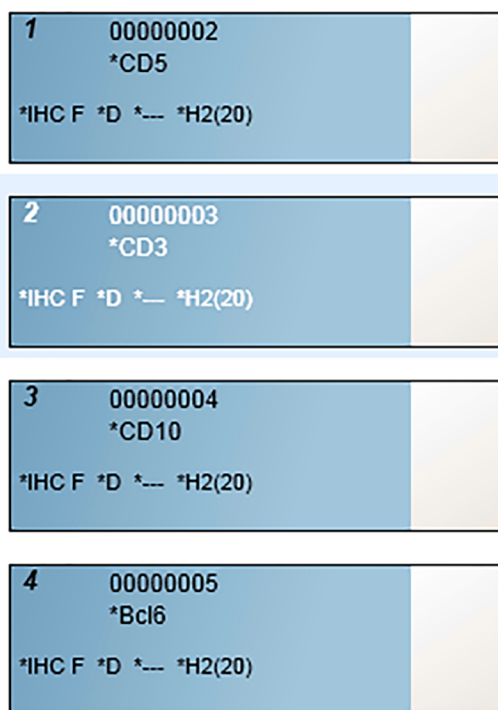 1 00000002
*CD5
*IHC F *D *--- *H2(20)
2 00000003
*CD3
*IHC F *D *--- *H2(20)
3 00000004
*CD10
*IHC F *D *--- *H2(20)
4 00000005
*Bcl6
*IHC F *D *--- *H2(20)